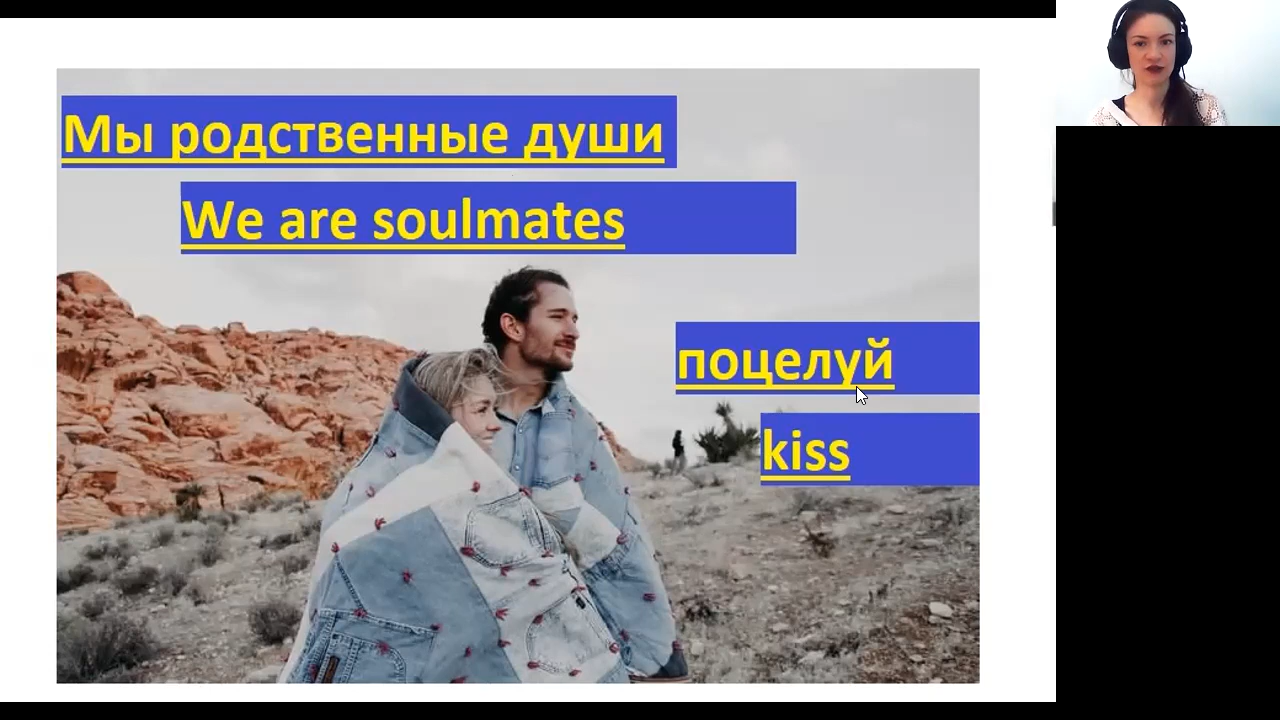 Мы родственные души
We are soulmates
поцелуй
kiss